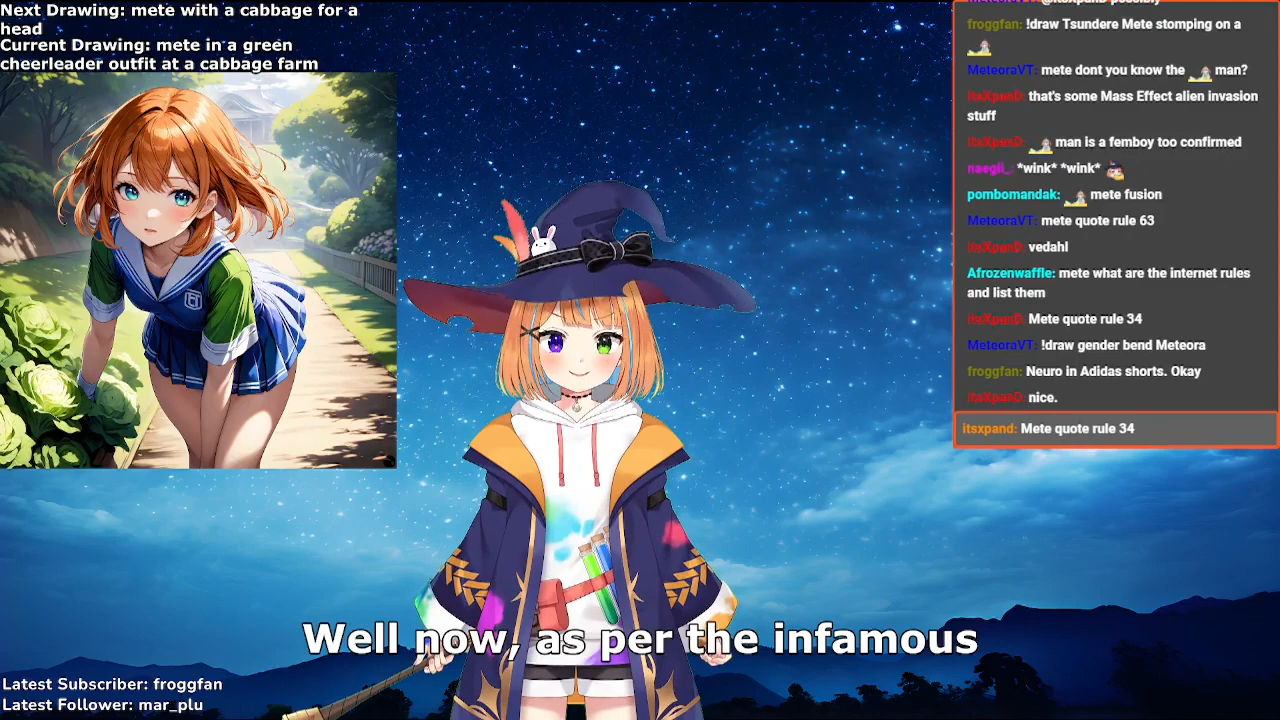 Next Drawing: mete with a cabbage for a
head
Current Drawing: mete in a green
cheerleader outfit at a cabbage farm
froggfan: !draw Tsundere Mete stomping on a
MeteoraVT: mete dont you know the man?
ItsXpanD: that's some Mass Effect alien invasion
stuff
ItsXpanD: man is a femboy too confirmed
naegli_: *wink* *wink*
pombomandak: mete fusion
MeteoraVT: mete quote rule 63
ItsXpanD: vedahl
Afrozenwaffle: mete what are the internet rules
and list them
ItsXpanD: Mete quote rule 34
MeteoraVT: !draw gender bend Meteora
froggfan: Neuro in Adidas shorts. Okay
ItsXpanD: nice.
itsxpand: Mete quote rule 34
Well now, as per the infamous
Latest Subscriber: froggfan
Latest Follower: mar_plu